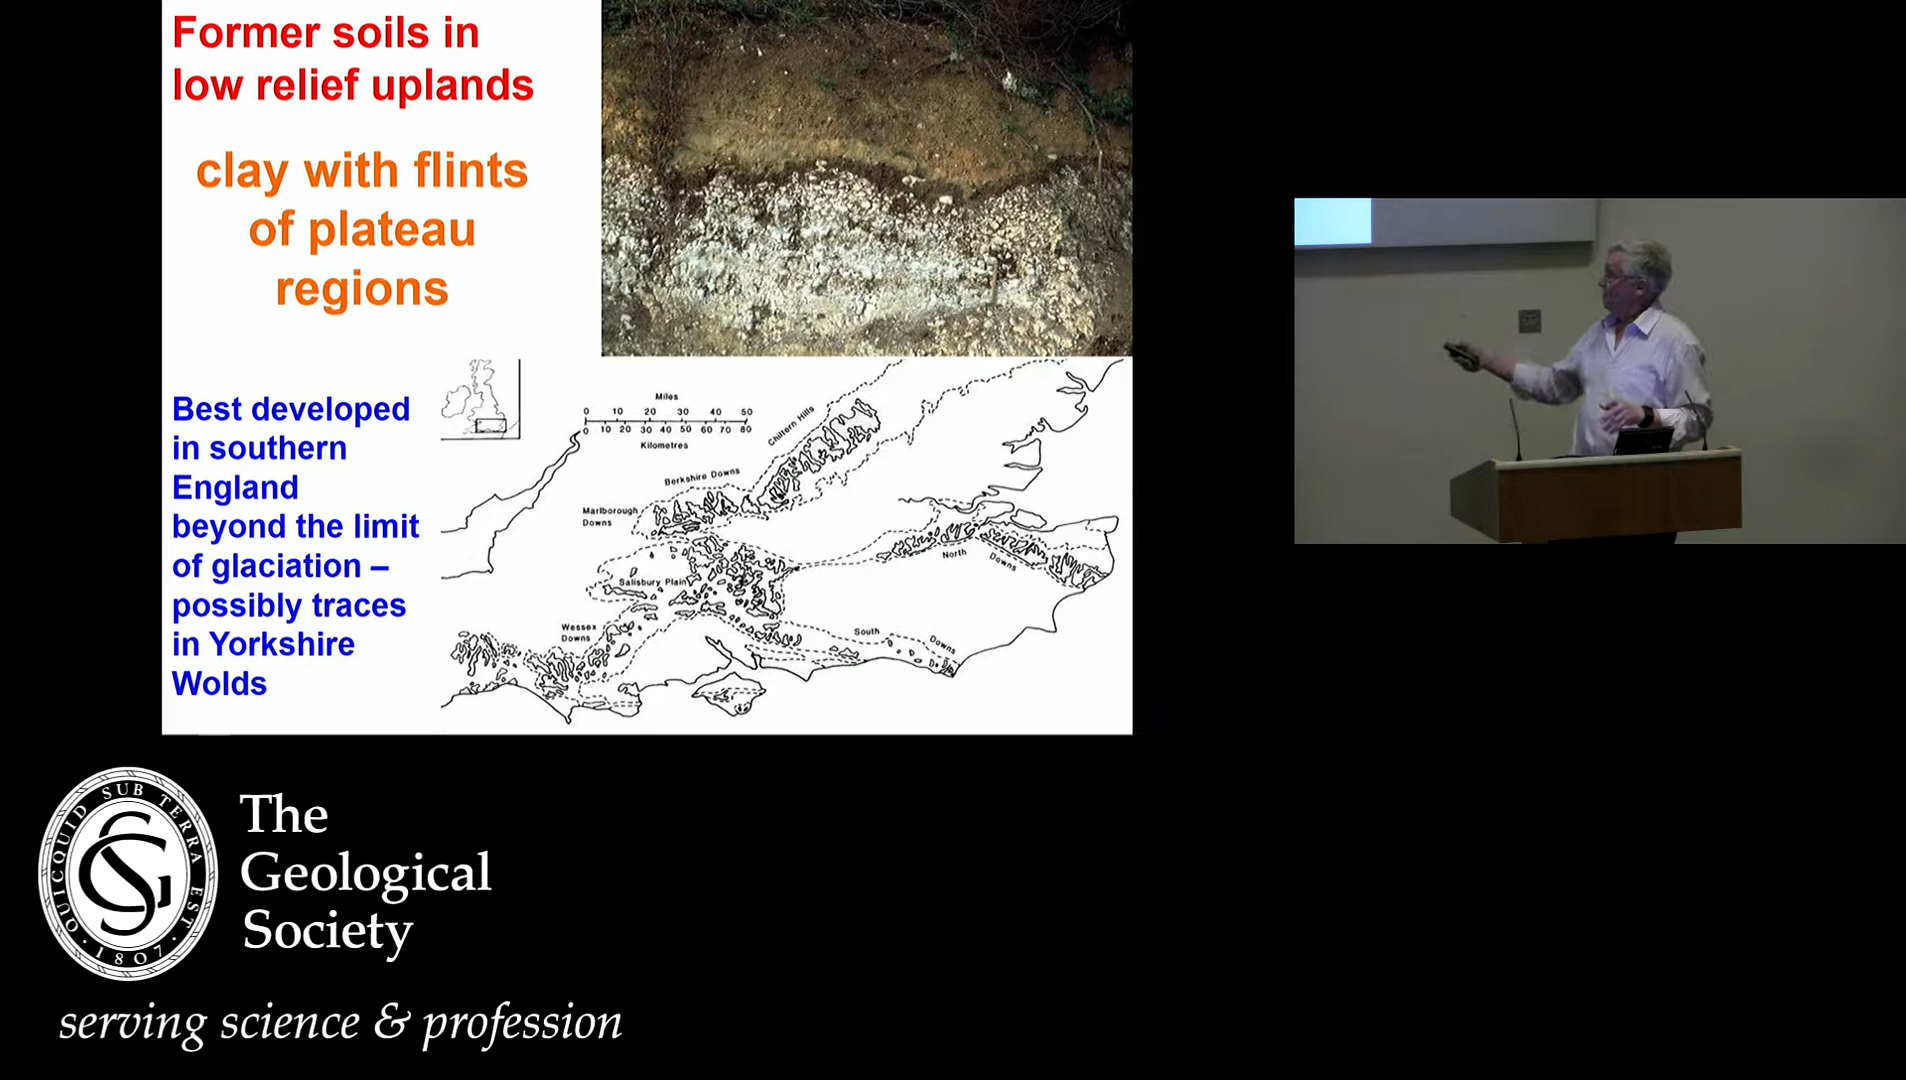 Former soils in
low relief uplands
clay with flints
of plateau
regions
Best developed
in southern
England
beyond the limit
of glaciation –
possibly traces
in Yorkshire
Wolds
Miles
0 10 20 30 40 50
0 10 20 30 40 50 60 70 80
Kilometres
Chiltern Hills
Berkshire Downs
Marlborough
Downs
North Downs
Salisbury Plain
Wessex
Downs
South Downs
QUICQUID SUB TERRA EST
· 1807 ·
GS
The
Geological
Society
serving science & profession